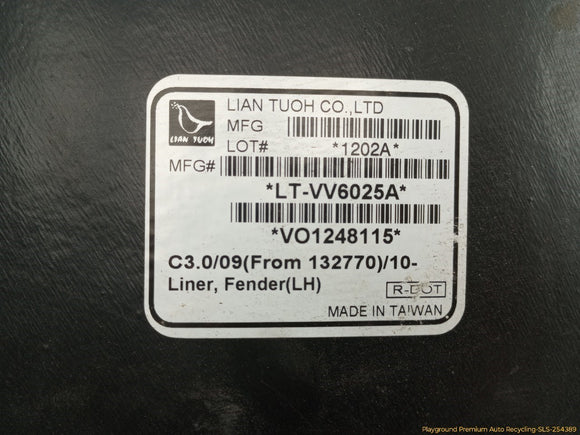 LIAN TUOH CO.,LTD
MFG
LIAN TUOH
LOT# *1202A*
MFG#
*LT-VV6025A*
*VO1248115*
C3.0/09(From 132770)/10-
Liner, Fender(LH)
R-DOT
MADE IN TAIWAN
Playground Premium Auto Recycling-SLS-254389